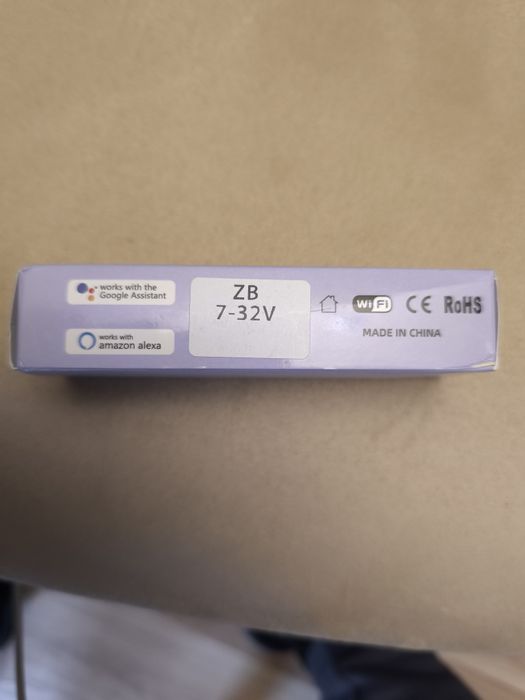 works with the
Google Assistant
works with
amazon alexa
ZB
7-32V
WiFi
CE
RoHS
MADE IN CHINA